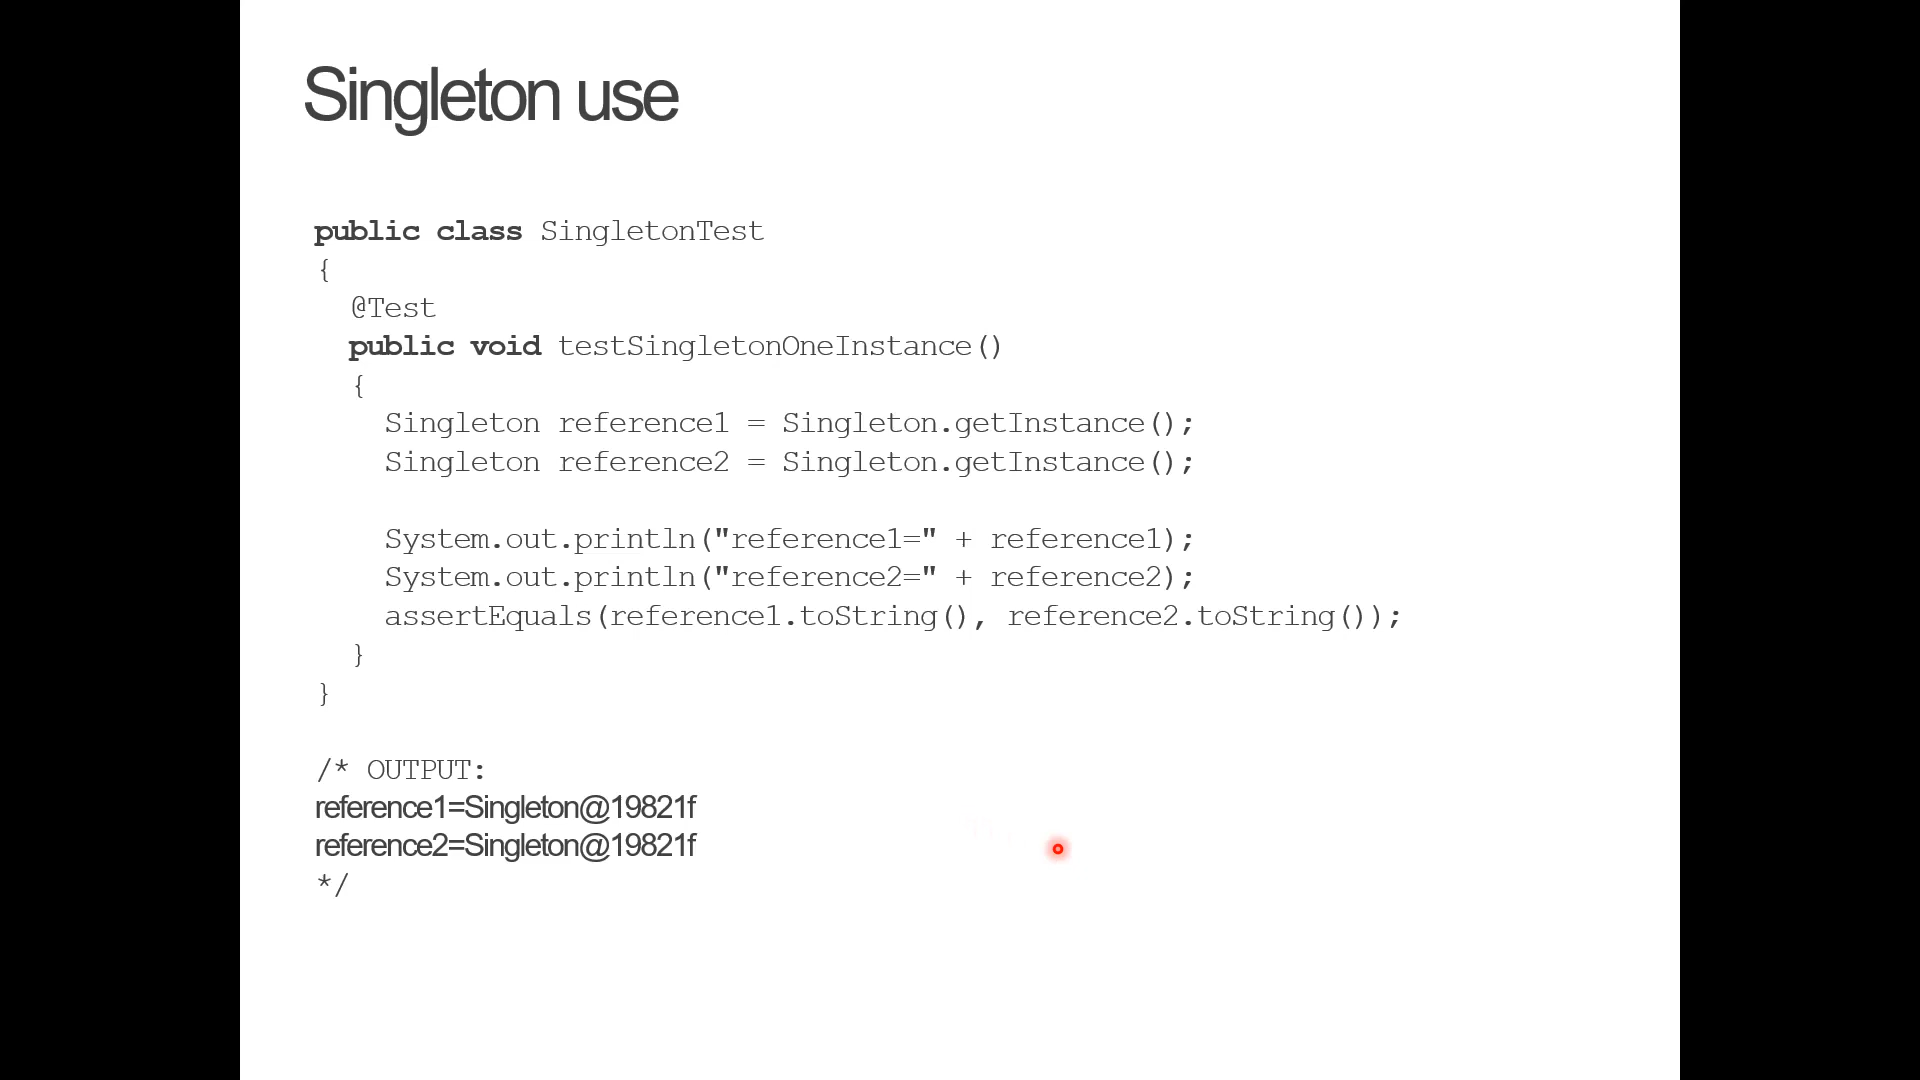 Singleton use
public class SingletonTest
{
@Test
public void testSingletonOneInstance()
{
Singleton reference1 = Singleton.getInstance();
Singleton reference2 = Singleton.getInstance();
System.out.println("reference1=" + reference1);
System.out.println("reference2=" + reference2);
assertEquals(reference1.toString(), reference2.toString());
}
}
/* OUTPUT:
reference1=Singleton@19821f
reference2=Singleton@19821f
*/